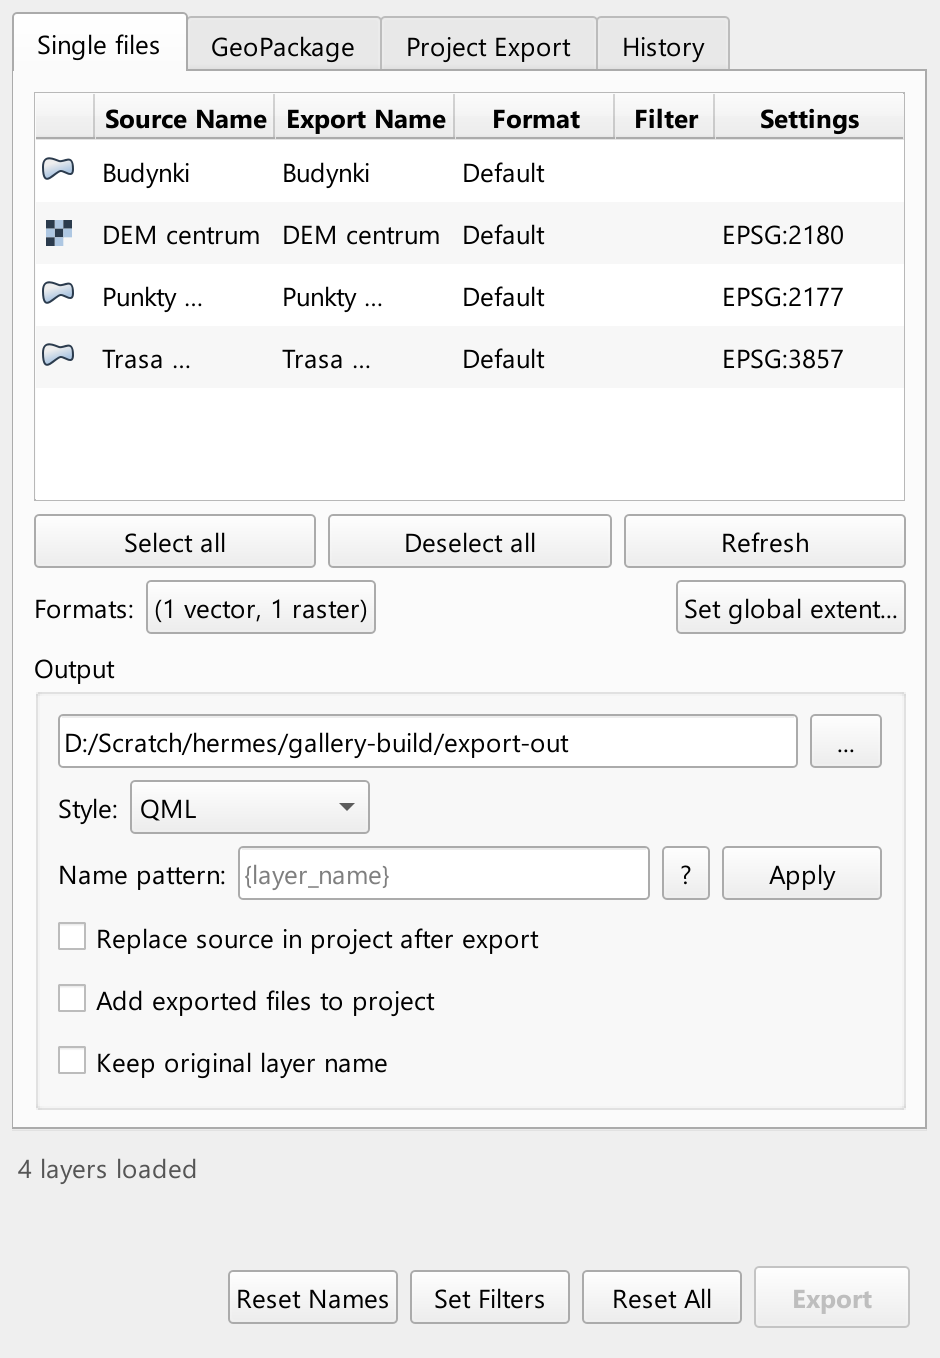 Single files GeoPackage Project Export History
Source Name Export Name Format Filter Settings
Budynki Budynki Default
DEM centrum DEM centrum Default EPSG:2180
Punkty ... Punkty ... Default EPSG:2177
Trasa ... Trasa ... Default EPSG:3857
Select all Deselect all Refresh
Formats: (1 vector, 1 raster) Set global extent...
Output
D:/Scratch/hermes/gallery-build/export-out ...
Style: QML
Name pattern: {layer_name} ? Apply
Replace source in project after export
Add exported files to project
Keep original layer name
4 layers loaded
Reset Names Set Filters Reset All Export